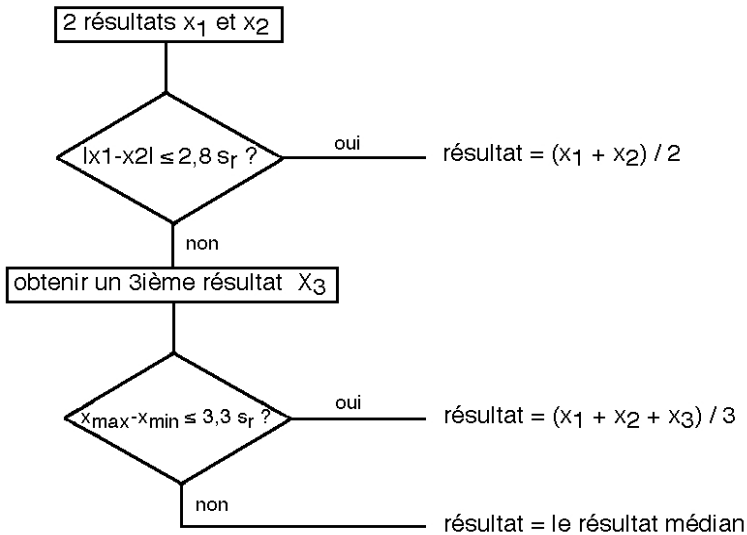 2 résultats x1 et x2
|x1-x2| ≤ 2,8 sr ?
oui
résultat = (x1 + x2) / 2
non
obtenir un 3ième résultat X3
xmax-xmin ≤ 3,3 sr ?
oui
résultat = (x1 + x2 + x3) / 3
non
résultat = le résultat médian